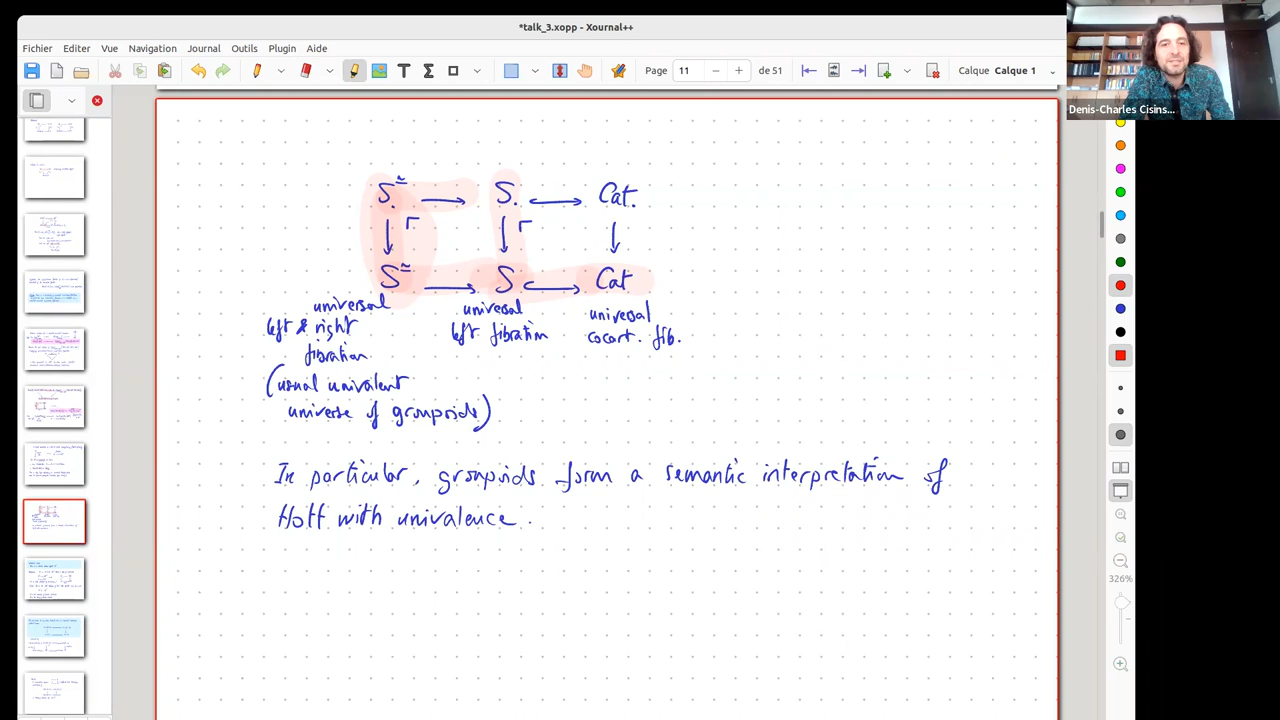 *talk_3.xopp - Xournal++
Fichier Editer Vue Navigation Journal Outils Plugin Aide
Page 11 de 51 Calque Calque 1
Denis-Charles Cisins...
S.≃ → S. ↪ Cat.
↓ ⌜ ↓ ⌜ ↓
S≃ → S ↪ Cat
universal universal universal
left & right left fibration cocart. fib.
fibration
(usual univalent
universe of groupoids)
In particular, groupoids form a semantic interpretation of
HoTT with univalence.
326%